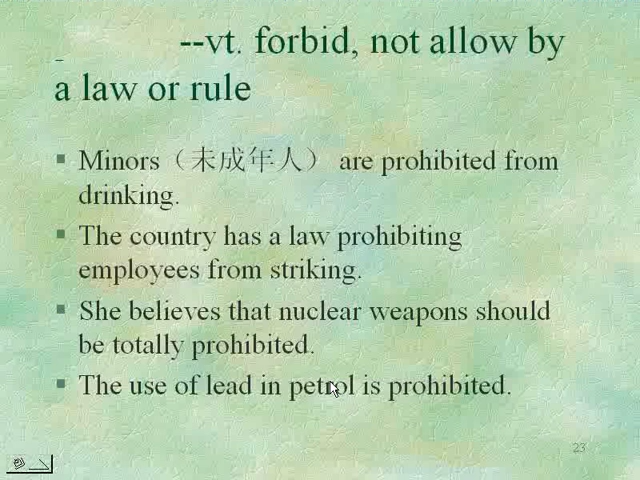 --vt. forbid, not allow by
a law or rule
Minors（未成年人） are prohibited from
drinking.
The country has a law prohibiting
employees from striking.
She believes that nuclear weapons should
be totally prohibited.
The use of lead in petrol is prohibited.
23